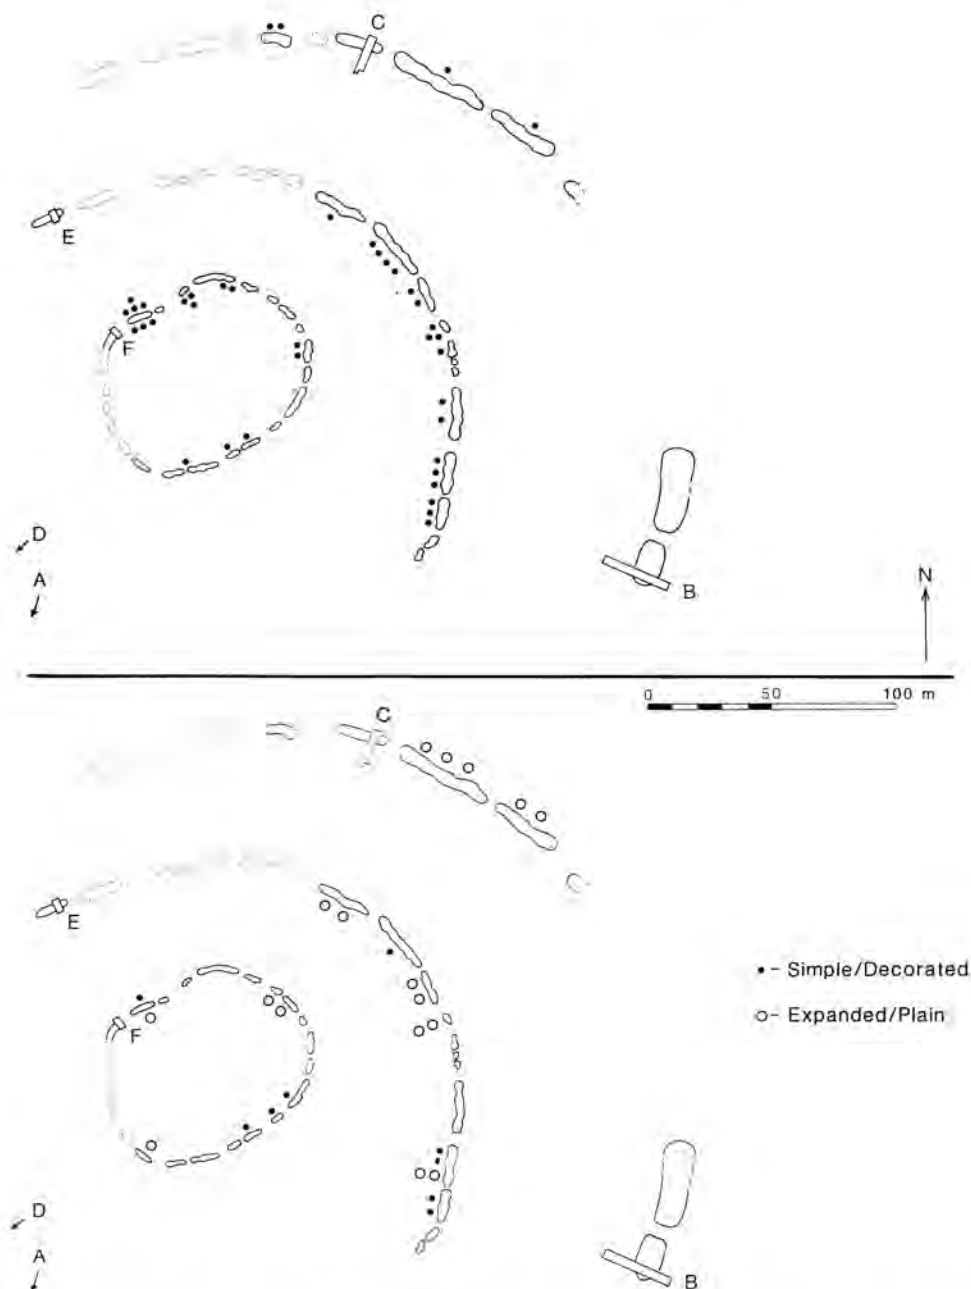 C
E
F
D
A
B
N
0 50 100 m
C
E
• - Simple/Decorated
○ - Expanded/Plain
F
D
A
B